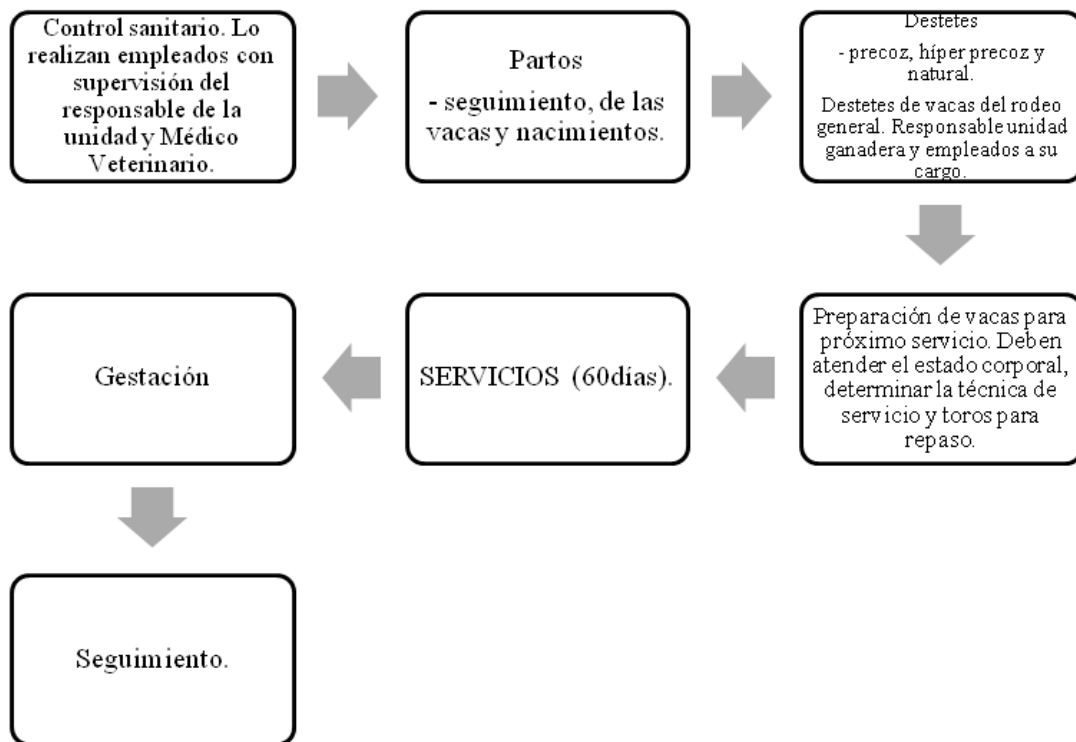 Control sanitario. Lo
realizan empleados con
supervisión del
responsable de la
unidad y Médico
Veterinario.
Partos
- seguimiento, de las
vacas y nacimientos.
Destetes
- precoz, híper precoz y
natural.
Destetes de vacas del rodeo
general. Responsable unidad
ganadera y empleados a su
cargo.
Preparación de vacas para
próximo servicio. Deben
atender el estado corporal,
determinar la técnica de
servicio y toros para
repaso.
SERVICIOS (60días).
Gestación
Seguimiento.